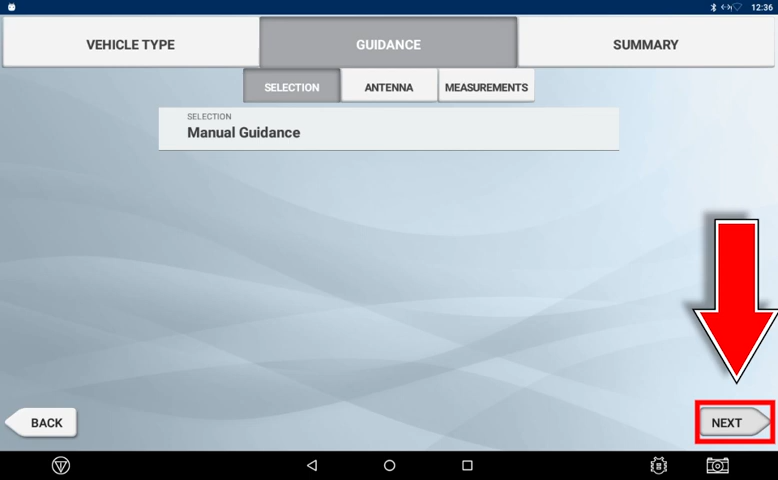 12:36
VEHICLE TYPE
GUIDANCE
SUMMARY
SELECTION
ANTENNA
MEASUREMENTS
SELECTION
Manual Guidance
BACK
NEXT